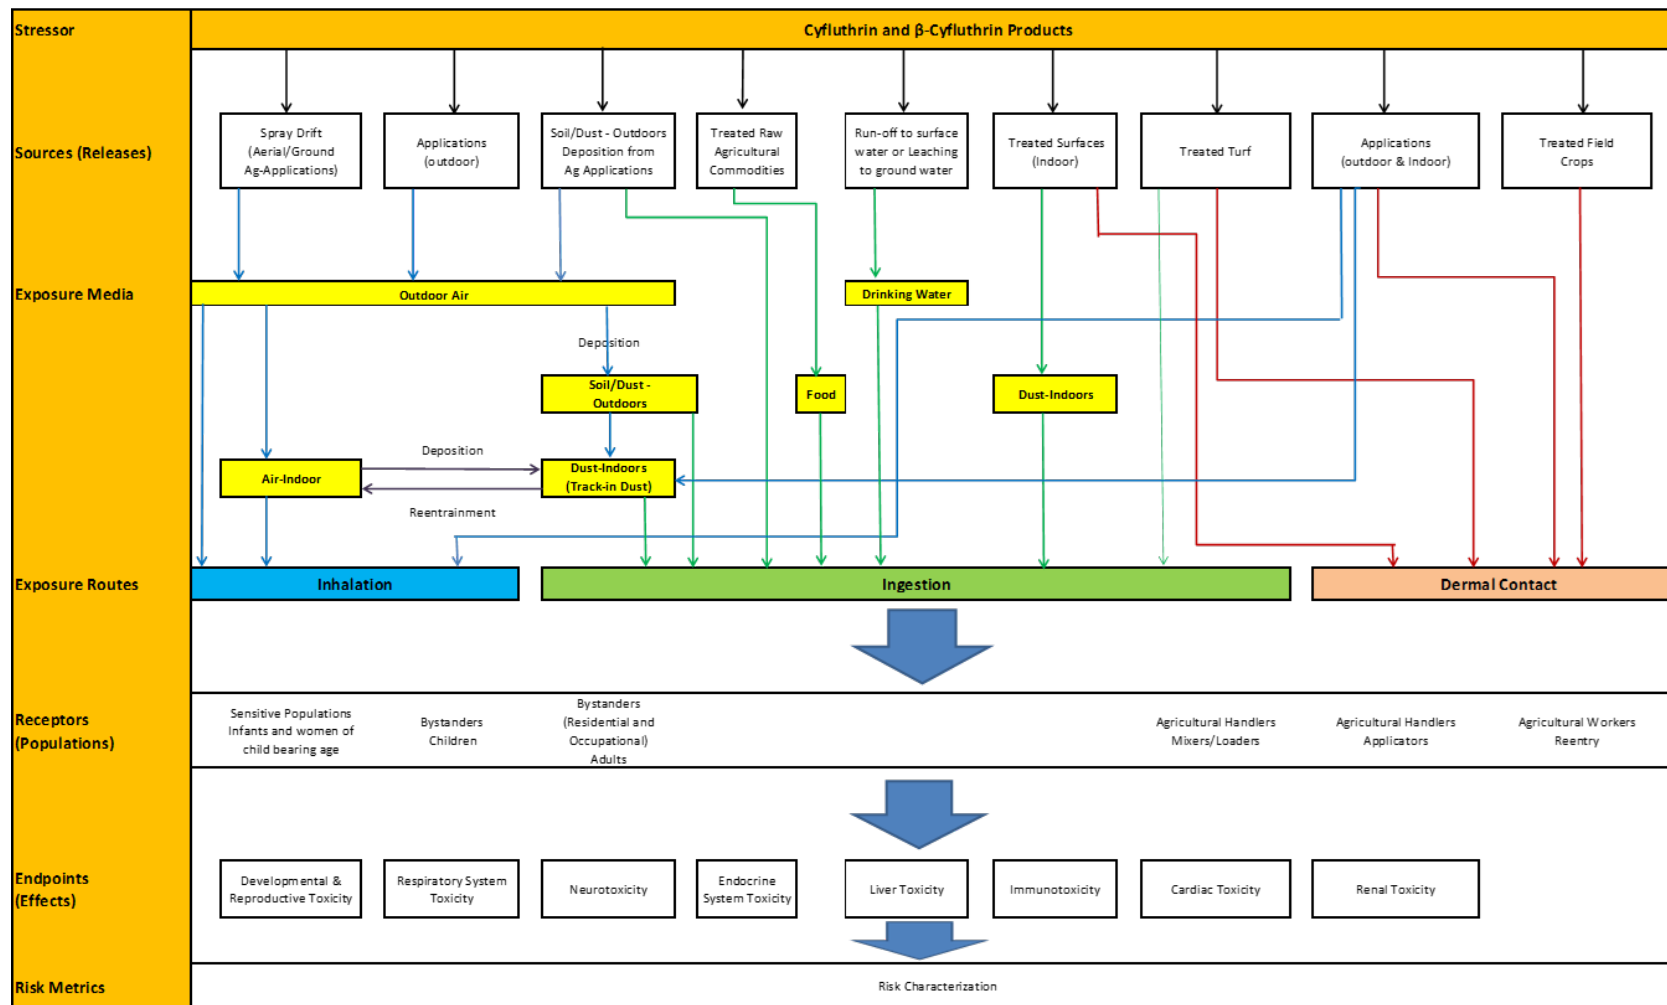 Stressor
Cyfluthrin and β-Cyfluthrin Products
Sources (Releases)
Spray Drift
(Aerial/Ground
Ag-Applications)
Applications
(outdoor)
Soil/Dust - Outdoors
Deposition from
Ag Applications
Treated Raw
Agricultural
Commodities
Run-off to surface
water or Leaching
to ground water
Treated Surfaces
(Indoor)
Treated Turf
Applications
(outdoor & Indoor)
Treated Field
Crops
Exposure Media
Outdoor Air
Drinking Water
Deposition
Soil/Dust -
Outdoors
Food
Dust-Indoors
Air-Indoor
Deposition
Reentrainment
Dust-Indoors
(Track-in Dust)
Exposure Routes
Inhalation
Ingestion
Dermal Contact
Receptors
(Populations)
Sensitive Populations
Infants and women of
child bearing age
Bystanders
Children
Bystanders
(Residential and
Occupational)
Adults
Agricultural Handlers
Mixers/Loaders
Agricultural Handlers
Applicators
Agricultural Workers
Reentry
Endpoints
(Effects)
Developmental &
Reproductive Toxicity
Respiratory System
Toxicity
Neurotoxicity
Endocrine
System Toxicity
Liver Toxicity
Immunotoxicity
Cardiac Toxicity
Renal Toxicity
Risk Metrics
Risk Characterization